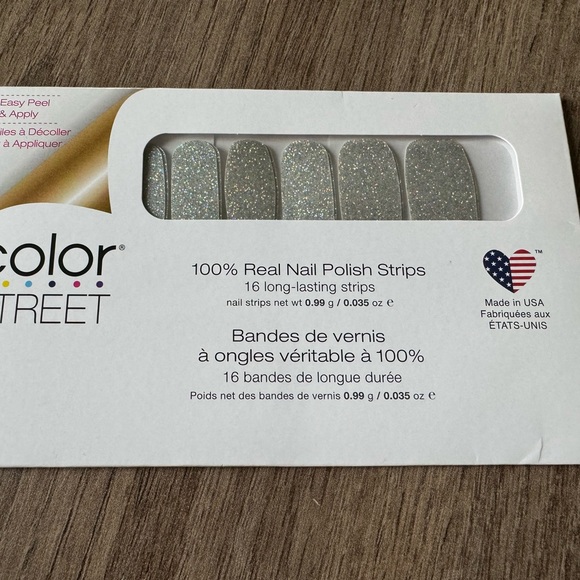 Easy Peel
& Apply
à Décoller
à Appliquer
color®
TREET
100% Real Nail Polish Strips
16 long-lasting strips
nail strips net wt 0.99 g / 0.035 oz e
Bandes de vernis
à ongles véritable à 100%
16 bandes de longue durée
Poids net des bandes de vernis 0.99 g / 0.035 oz e
™
Made in USA
Fabriquées aux
ÉTATS-UNIS